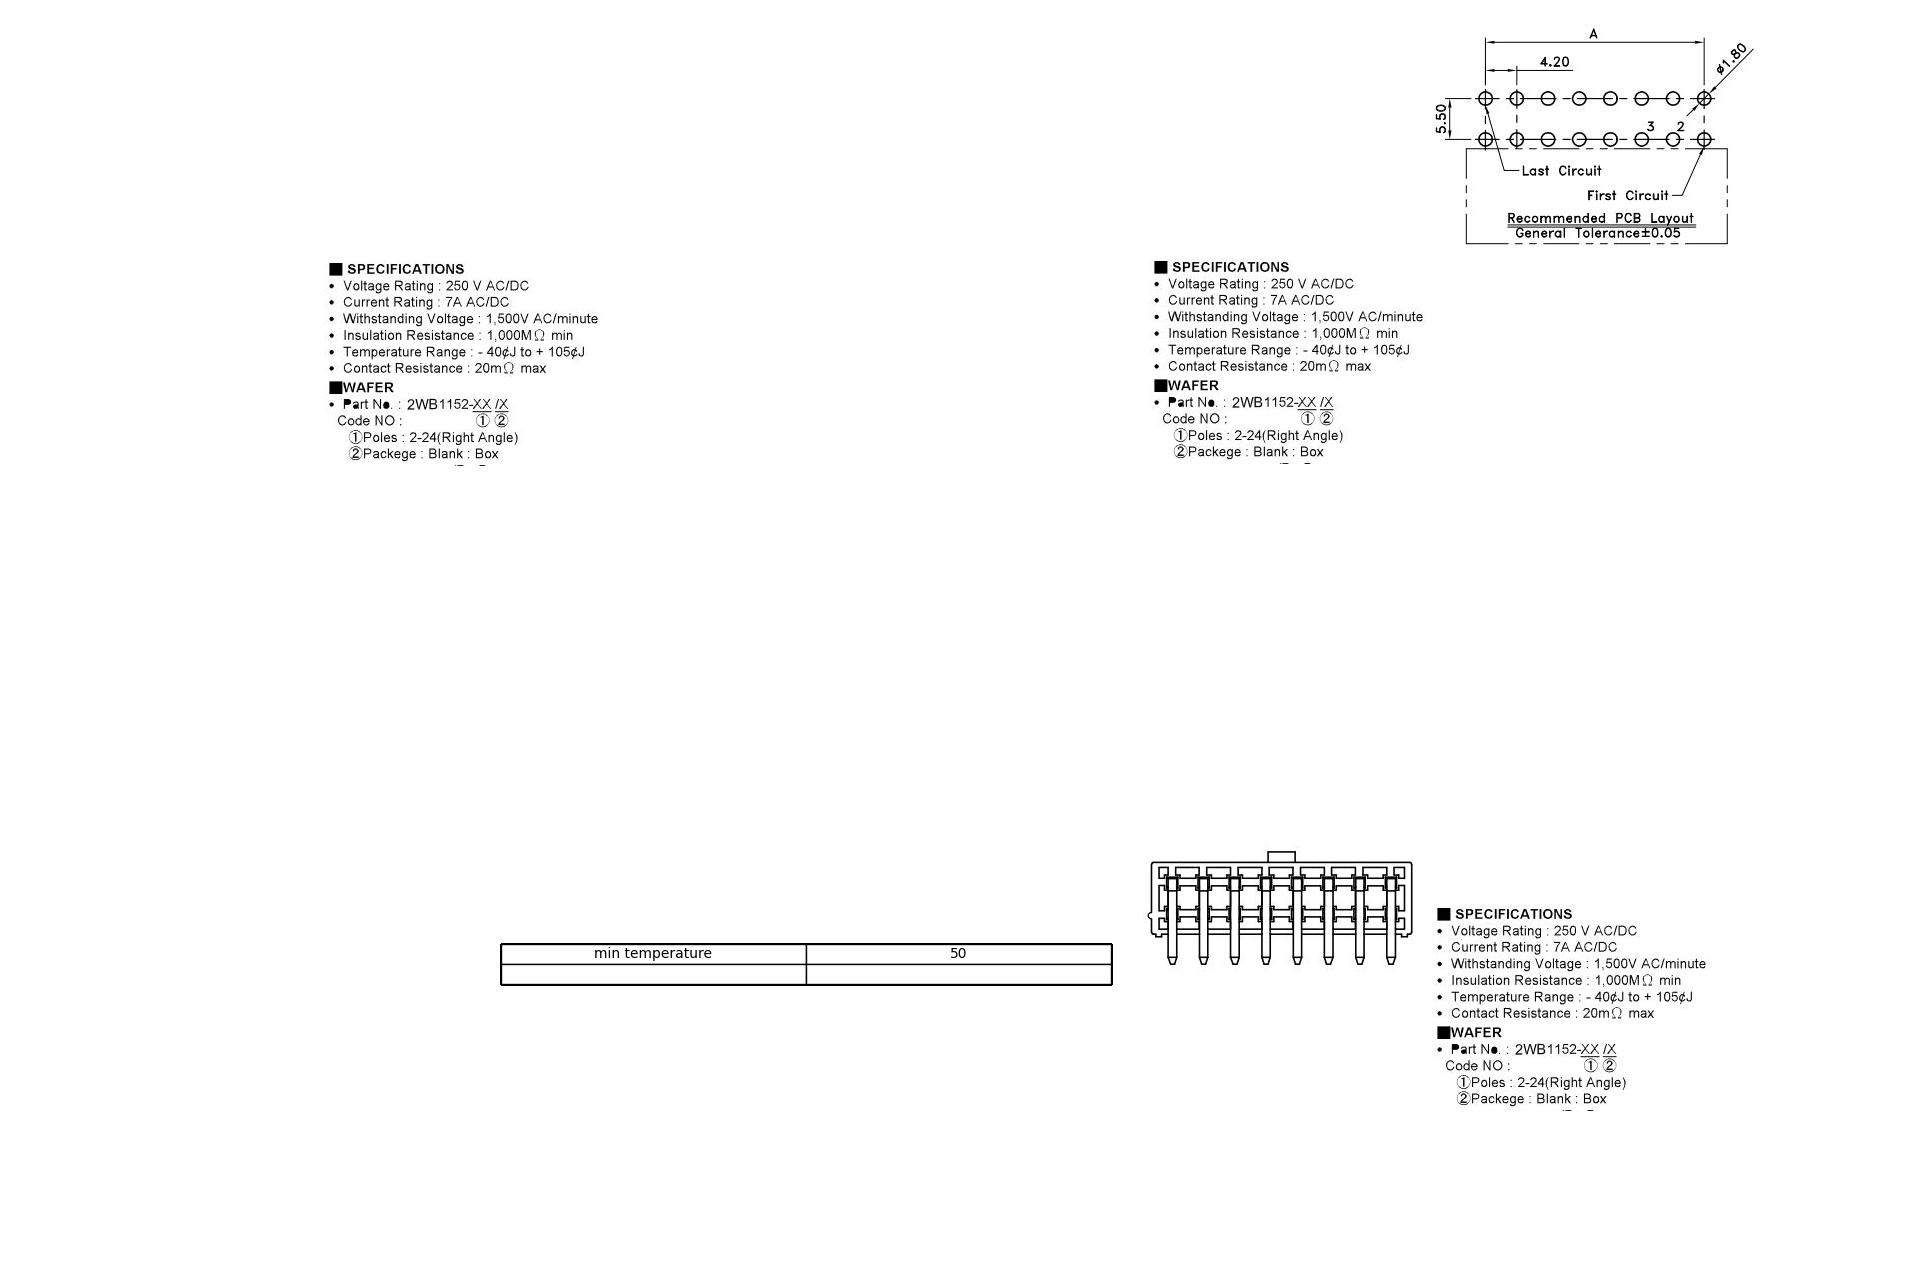 A
4.20
ø1.80
5.50
3 2
Last Circuit
First Circuit
Recommended PCB Layout
General Tolerance±0.05
■ SPECIFICATIONS
• Voltage Rating : 250 V AC/DC
• Current Rating : 7A AC/DC
• Withstanding Voltage : 1,500V AC/minute
• Insulation Resistance : 1,000MΩ min
• Temperature Range : - 40¢J to + 105¢J
• Contact Resistance : 20mΩ max
■WAFER
• Part No. : 2WB1152-XX /X
Code NO : ① ②
①Poles : 2-24(Right Angle)
②Packege : Blank : Box
■ SPECIFICATIONS
• Voltage Rating : 250 V AC/DC
• Current Rating : 7A AC/DC
• Withstanding Voltage : 1,500V AC/minute
• Insulation Resistance : 1,000MΩ min
• Temperature Range : - 40¢J to + 105¢J
• Contact Resistance : 20mΩ max
■WAFER
• Part No. : 2WB1152-XX /X
Code NO : ① ②
①Poles : 2-24(Right Angle)
②Packege : Blank : Box
min temperature 50
■ SPECIFICATIONS
• Voltage Rating : 250 V AC/DC
• Current Rating : 7A AC/DC
• Withstanding Voltage : 1,500V AC/minute
• Insulation Resistance : 1,000MΩ min
• Temperature Range : - 40¢J to + 105¢J
• Contact Resistance : 20mΩ max
■WAFER
• Part No. : 2WB1152-XX /X
Code NO : ① ②
①Poles : 2-24(Right Angle)
②Packege : Blank : Box